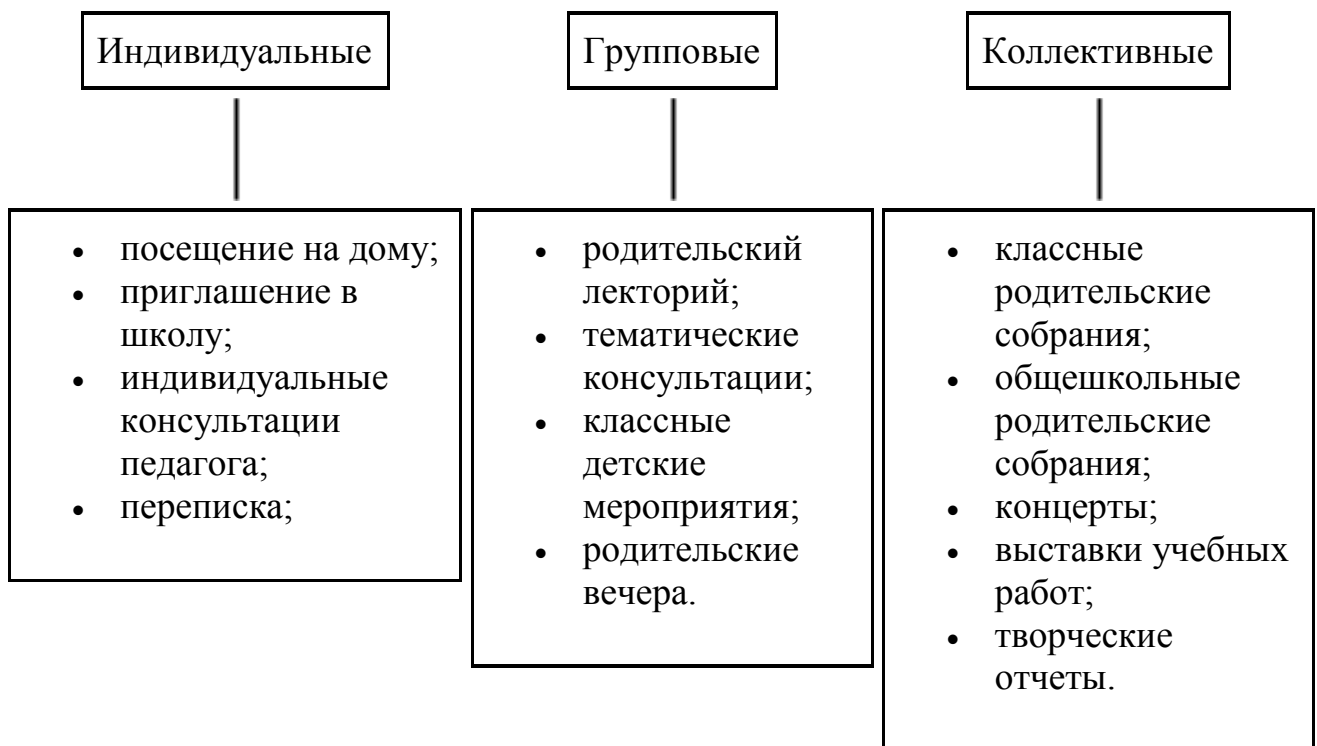 Индивидуальные
посещение на дому;
приглашение в
школу;
индивидуальные
консультации
педагога;
переписка;
Групповые
родительский
лекторий;
тематические
консультации;
классные
детские
мероприятия;
родительские
вечера.
Коллективные
классные
родительские
собрания;
общешкольные
родительские
собрания;
концерты;
выставки учебных
работ;
творческие
отчеты.